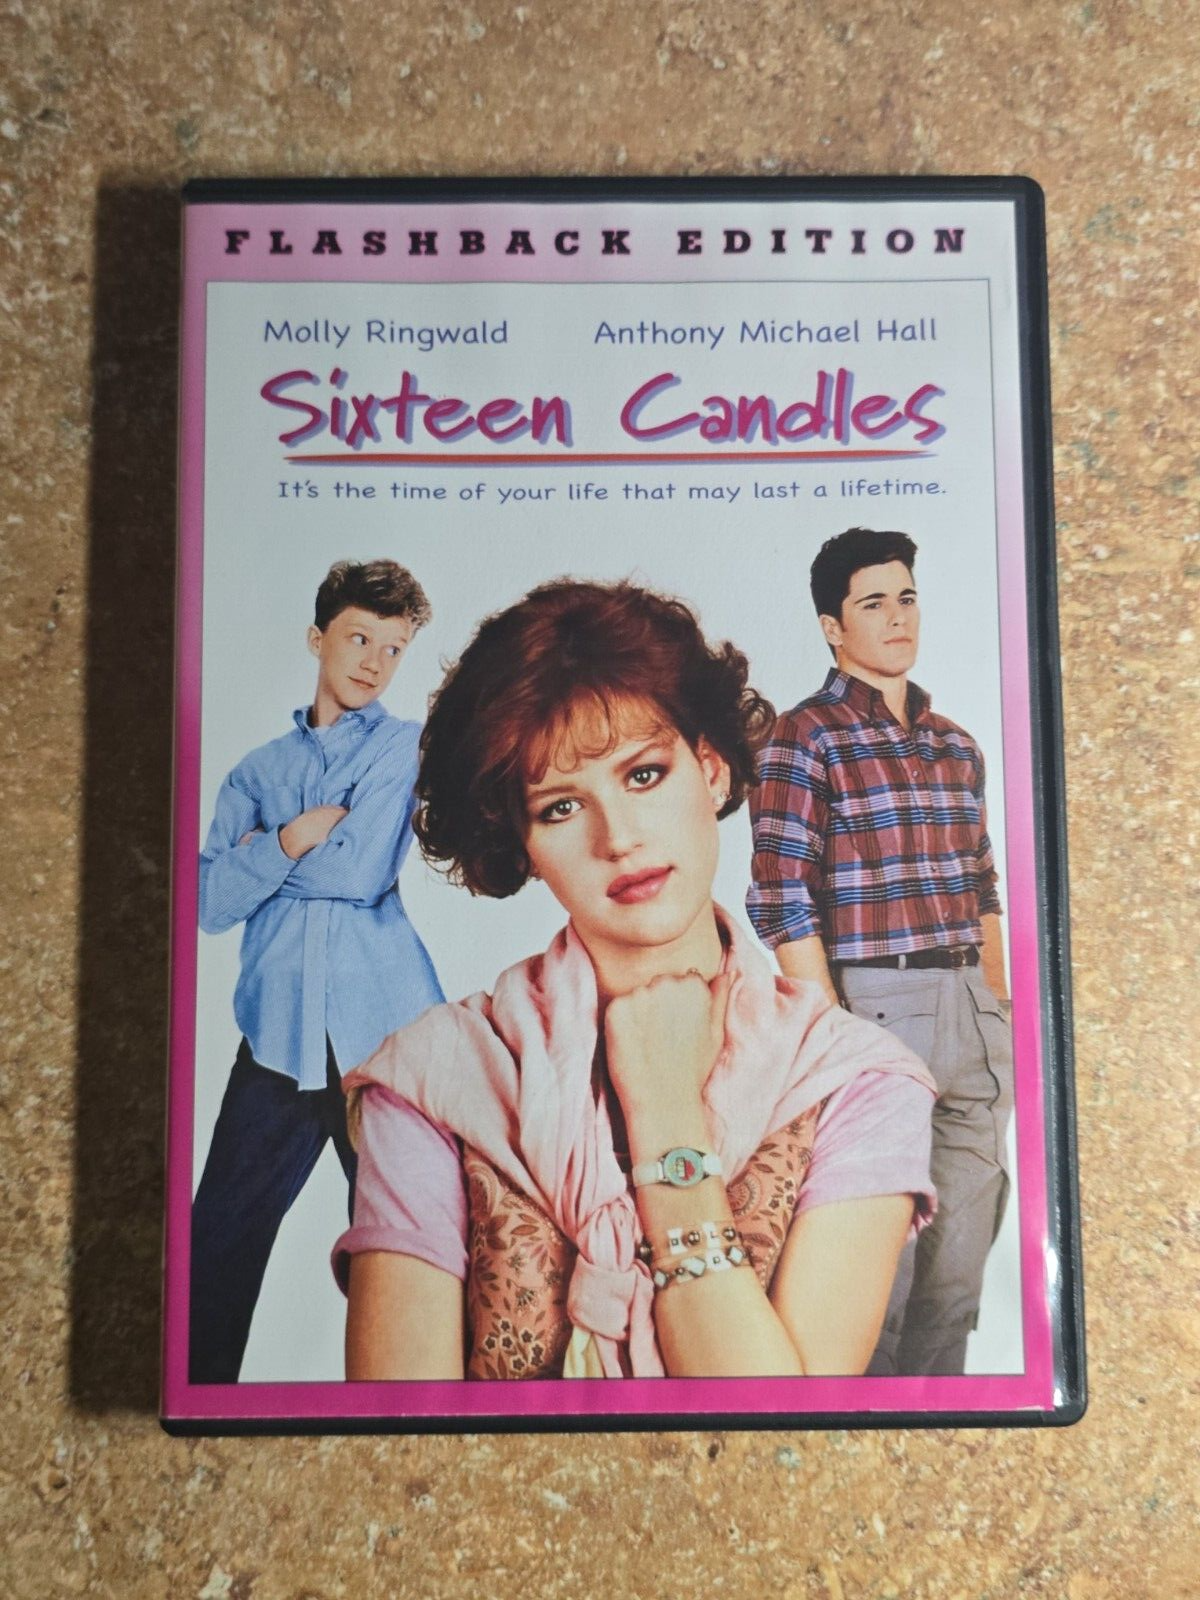 FLASHBACK EDITION
Molly Ringwald Anthony Michael Hall
Sixteen Candles
It's the time of your life that may last a lifetime.